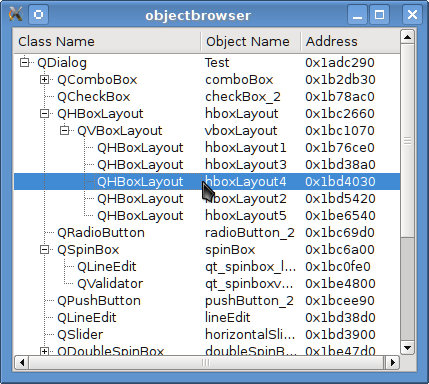 objectbrowser
Class Name Object Name Address
QDialog Test 0x1adc290
QComboBox comboBox 0x1b2db30
QCheckBox checkBox_2 0x1b78ac0
QHBoxLayout hboxLayout 0x1bc2660
QVBoxLayout vboxLayout 0x1bc1070
QHBoxLayout hboxLayout1 0x1b76ce0
QHBoxLayout hboxLayout3 0x1bd38a0
QHBoxLayout hboxLayout4 0x1bd4030
QHBoxLayout hboxLayout2 0x1bd5420
QHBoxLayout hboxLayout5 0x1be6540
QRadioButton radioButton_2 0x1bc69d0
QSpinBox spinBox 0x1bc6a00
QLineEdit qt_spinbox_l... 0x1bc0fe0
QValidator qt_spinboxv... 0x1be4800
QPushButton pushButton_2 0x1bcee90
QLineEdit lineEdit 0x1bd38d0
QSlider horizontalSli... 0x1bd3900
QDoubleSpinBox doubleSpinB... 0x1be47d0